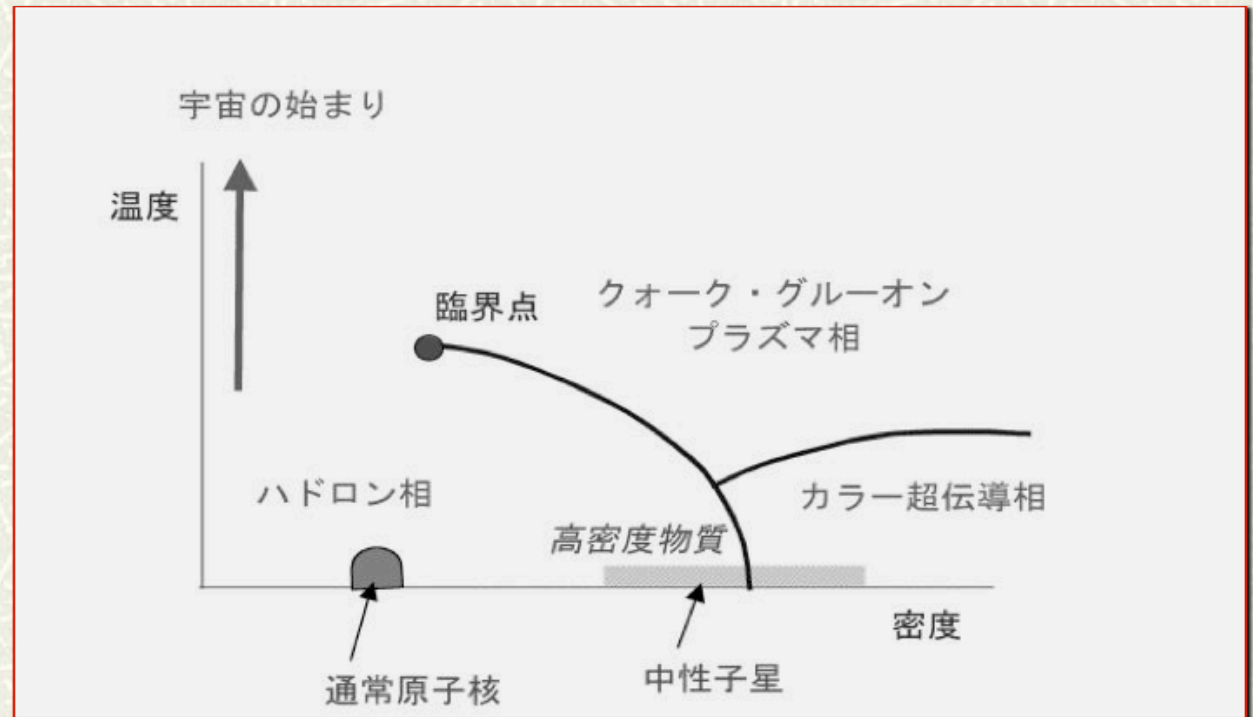 宇宙の始まり
温度
臨界点
クォーク・グルーオン
プラズマ相
ハドロン相
カラー超伝導相
高密度物質
密度
中性子星
通常原子核